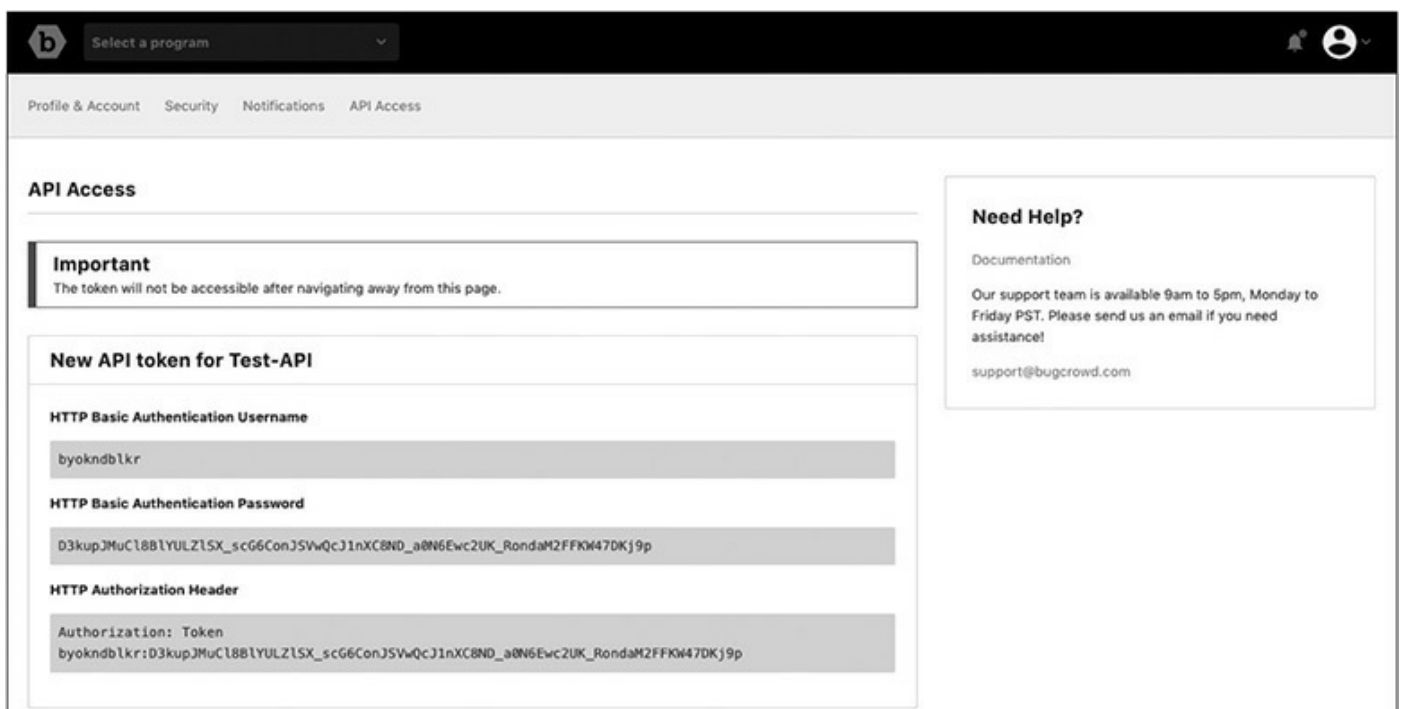 b
Select a program
Profile & Account Security Notifications API Access
API Access
Important
The token will not be accessible after navigating away from this page.
New API token for Test-API
HTTP Basic Authentication Username
byokndblkr
HTTP Basic Authentication Password
D3kupJMuCl8BlYULZlSX_scG6ConJSVwQcJ1nXC8ND_a0N6Ewc2UK_RondaM2FFKW47DKj9p
HTTP Authorization Header
Authorization: Token
byokndblkr:D3kupJMuCl8BlYULZlSX_scG6ConJSVwQcJ1nXC8ND_a0N6Ewc2UK_RondaM2FFKW47DKj9p
Need Help?
Documentation
Our support team is available 9am to 5pm, Monday to
Friday PST. Please send us an email if you need
assistance!
support@bugcrowd.com